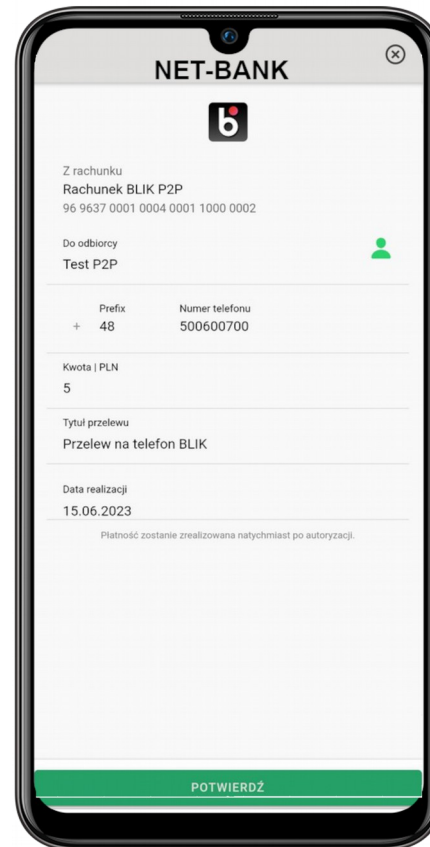 NET-BANK
b
Z rachunku
Rachunek BLIK P2P
96 9637 0001 0004 0001 1000 0002
Do odbiorcy
Test P2P
Prefix Numer telefonu
+ 48 500600700
Kwota | PLN
5
Tytuł przelewu
Przelew na telefon BLIK
Data realizacji
15.06.2023
Płatność zostanie zrealizowana natychmiast po autoryzacji.
POTWIERDŹ